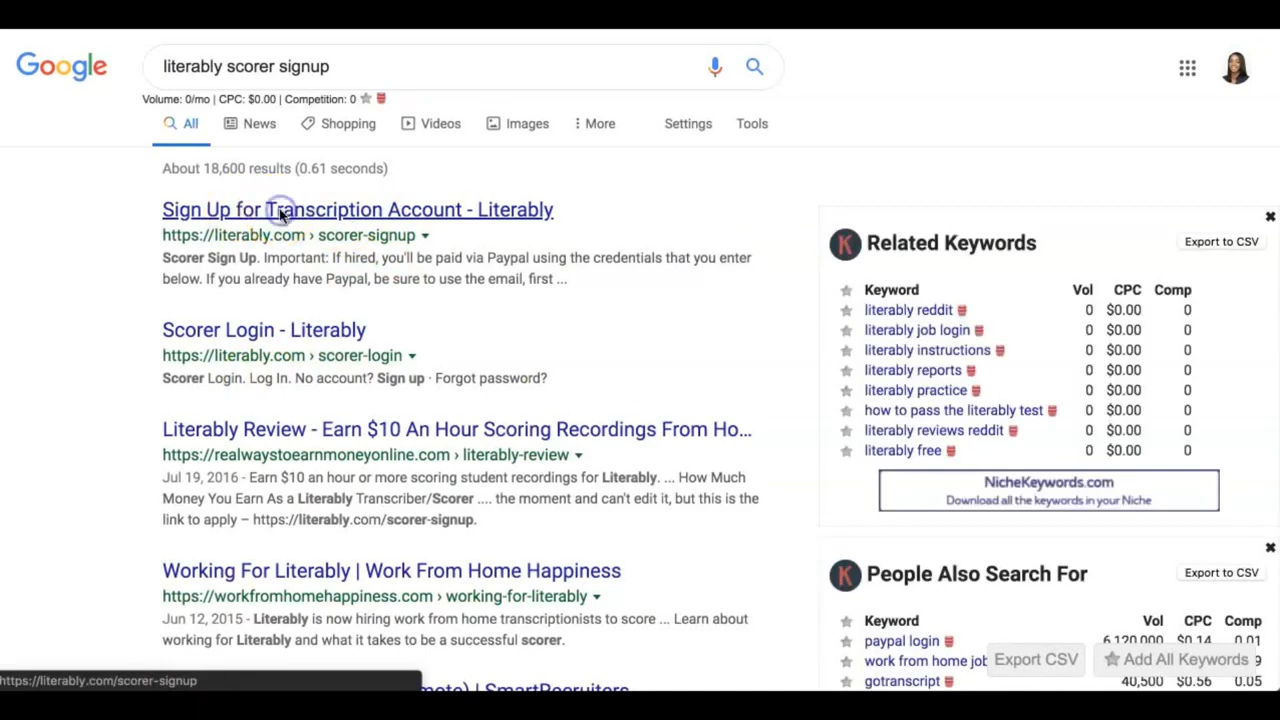 Google
literably scorer signup
Volume: 0/mo | CPC: $0.00 | Competition: 0
All News Shopping Videos Images More Settings Tools
About 18,600 results (0.61 seconds)
Sign Up for Transcription Account - Literably
https://literably.com › scorer-signup
Scorer Sign Up. Important: If hired, you'll be paid via Paypal using the credentials that you enter
below. If you already have Paypal, be sure to use the email, first ...
Scorer Login - Literably
https://literably.com › scorer-login
Scorer Login. Log In. No account? Sign up · Forgot password?
Literably Review - Earn $10 An Hour Scoring Recordings From Ho...
https://realwaystoearnmoneyonline.com › literably-review
Jul 19, 2016 - Earn $10 an hour or more scoring student recordings for Literably. ... How Much
Money You Earn As a Literably Transcriber/Scorer .... the moment and can't edit it, but this is the
link to apply – https://literably.com/scorer-signup.
Working For Literably | Work From Home Happiness
https://workfromhomehappiness.com › working-for-literably
Jun 12, 2015 - Literably is now hiring work from home transcriptionists to score ... Learn about
working for Literably and what it takes to be a successful scorer.
https://literably.com/scorer-signup
K Related Keywords Export to CSV
Keyword Vol CPC Comp
literably reddit 0 $0.00 0
literably job login 0 $0.00 0
literably instructions 0 $0.00 0
literably reports 0 $0.00 0
literably practice 0 $0.00 0
how to pass the literably test 0 $0.00 0
literably reviews reddit 0 $0.00 0
literably free 0 $0.00 0
NicheKeywords.com
Download all the keywords in your Niche
K People Also Search For Export to CSV
Keyword Vol CPC Comp
paypal login 6,120,000 $0.14 0.01
work from home job
Export CSV Add All Keywords
gotranscript 40,500 $0.56 0.05